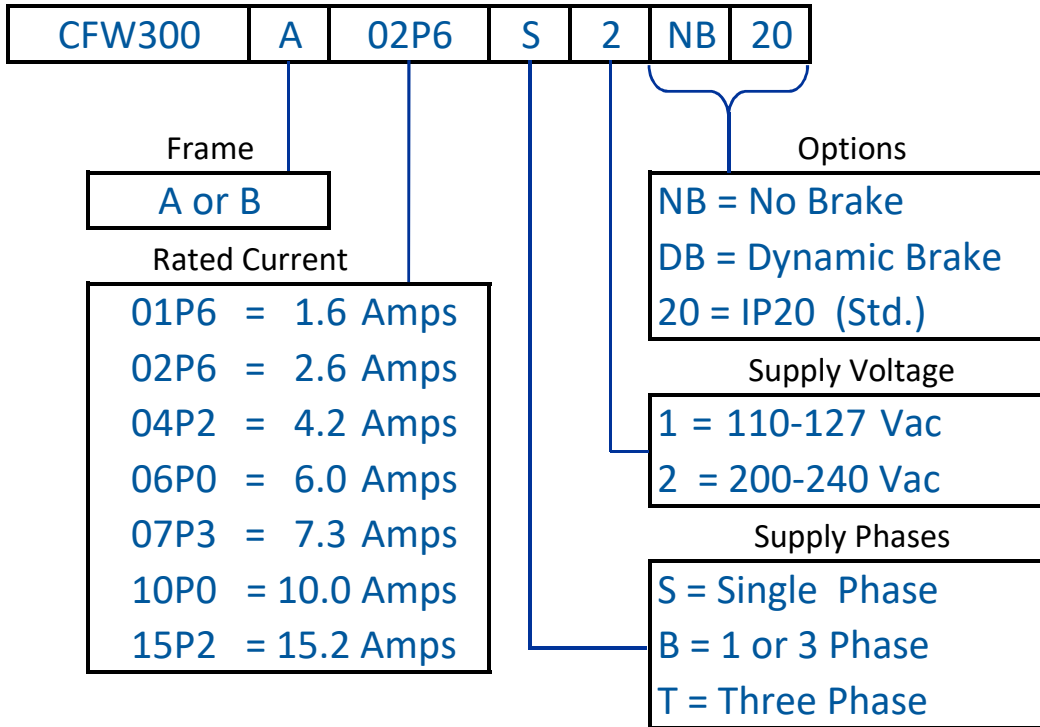 CFW300 A 02P6 S 2 NB 20
Frame
A or B
Rated Current
01P6 = 1.6 Amps
02P6 = 2.6 Amps
04P2 = 4.2 Amps
06P0 = 6.0 Amps
07P3 = 7.3 Amps
10P0 = 10.0 Amps
15P2 = 15.2 Amps
Options
NB = No Brake
DB = Dynamic Brake
20 = IP20 (Std.)
Supply Voltage
1 = 110-127 Vac
2 = 200-240 Vac
Supply Phases
S = Single Phase
B = 1 or 3 Phase
T = Three Phase